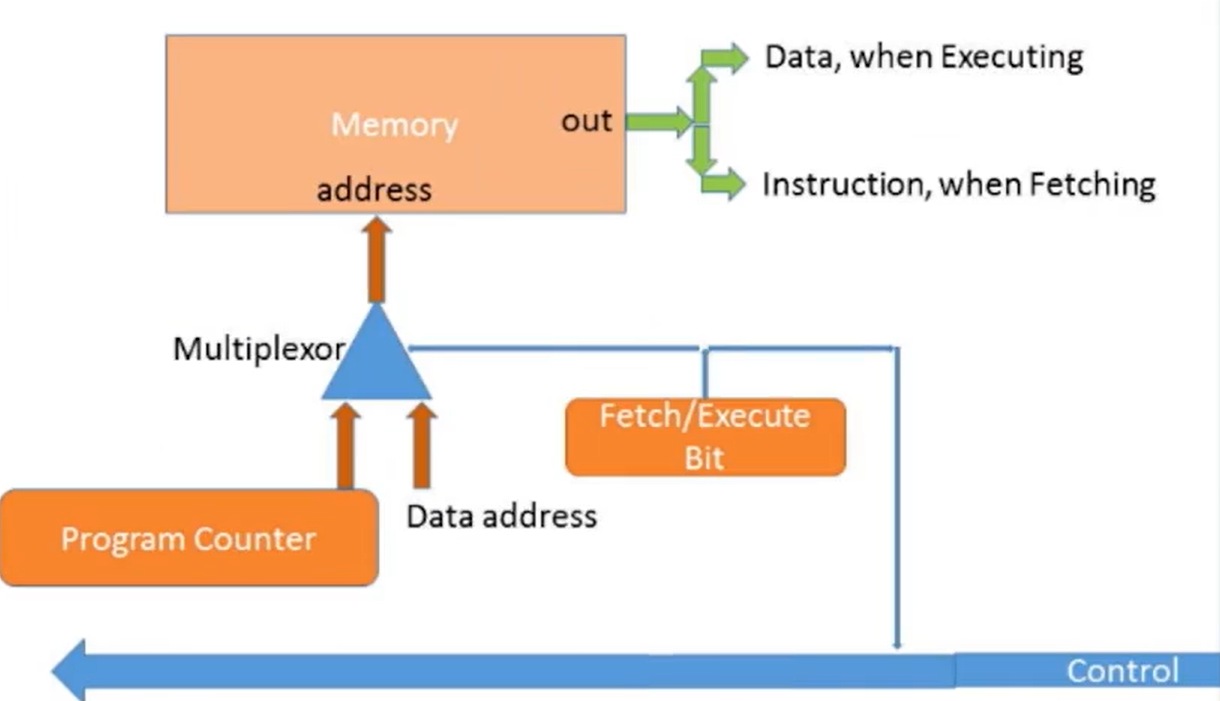 Data, when Executing
Memory
out
address
Instruction, when Fetching
Multiplexor
Fetch/Execute
Bit
Data address
Program Counter
Control